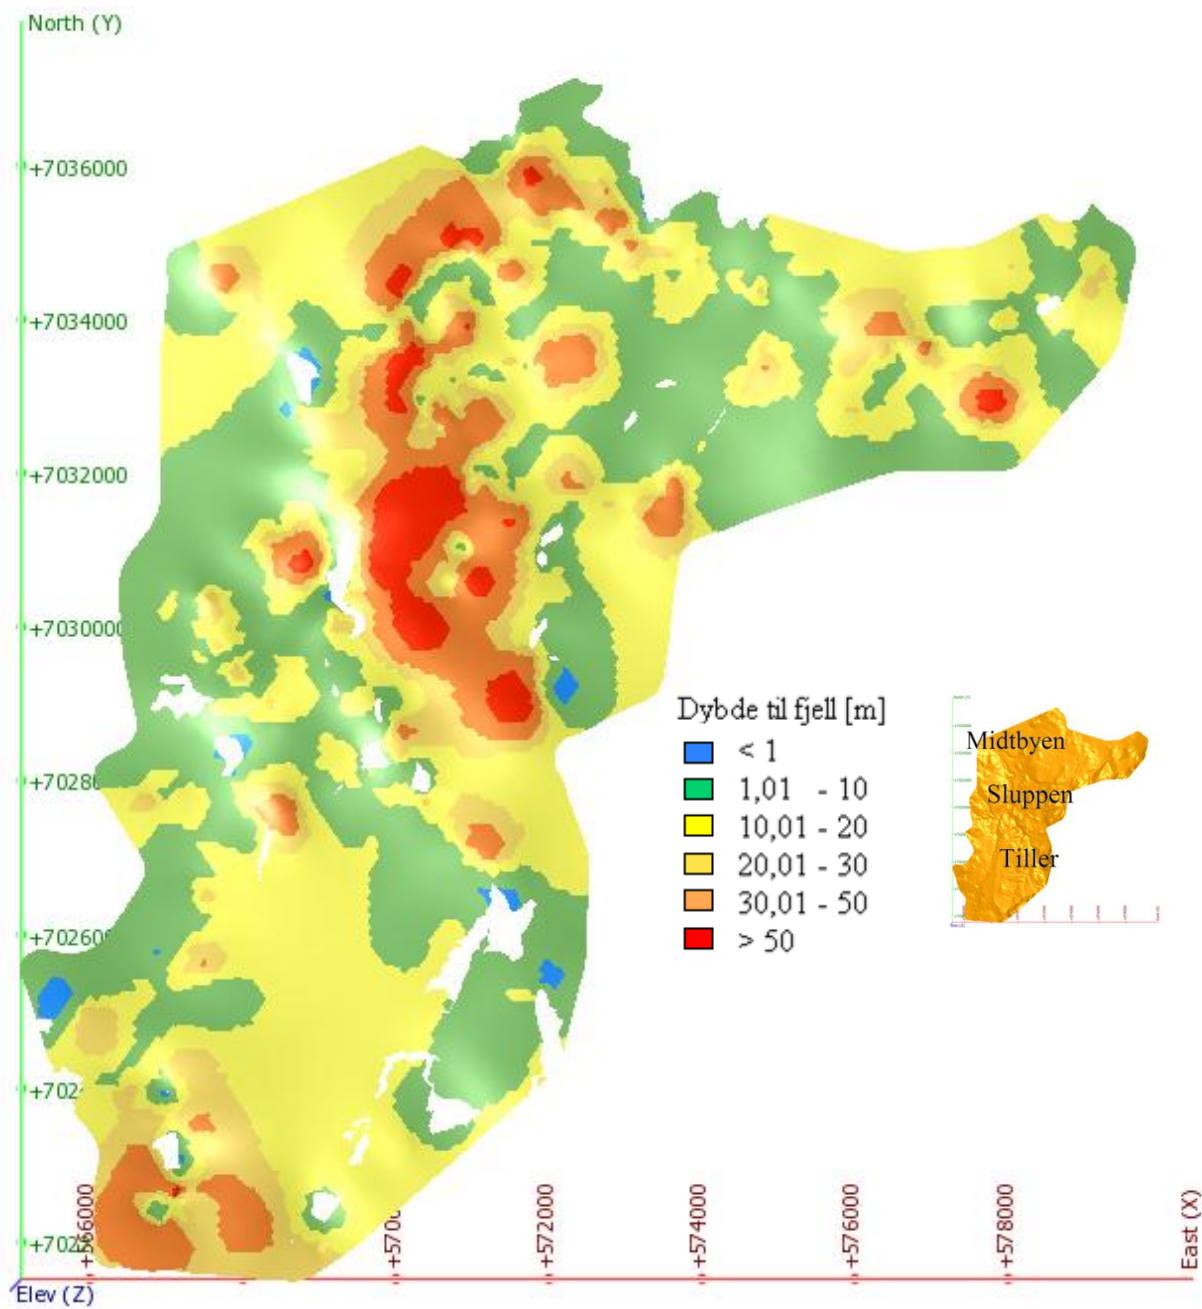 North (Y)
+7036000
+7034000
+7032000
+7030000
Dybde til fjell [m]
< 1
1,01 - 10
10,01 - 20
20,01 - 30
30,01 - 50
> 50
Midtbyen
Sluppen
Tiller
+7028
+702600
+702
+702
+566000
+570
+572000
+574000
+576000
+578000
East (X)
Elev (Z)